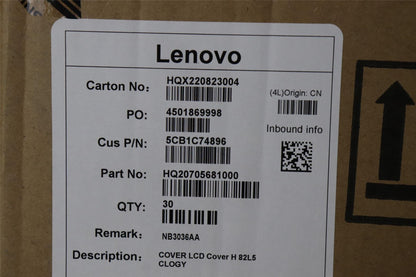 Lenovo
Carton No: HQX220823004
(4L)Origin: CN
PO: 4501869998
Inbound info
Cus P/N: 5CB1C74896
Part No: HQ20705681000
QTY: 30
Remark: NB3036AA
Description: COVER LCD Cover H 82L5
CLOGY